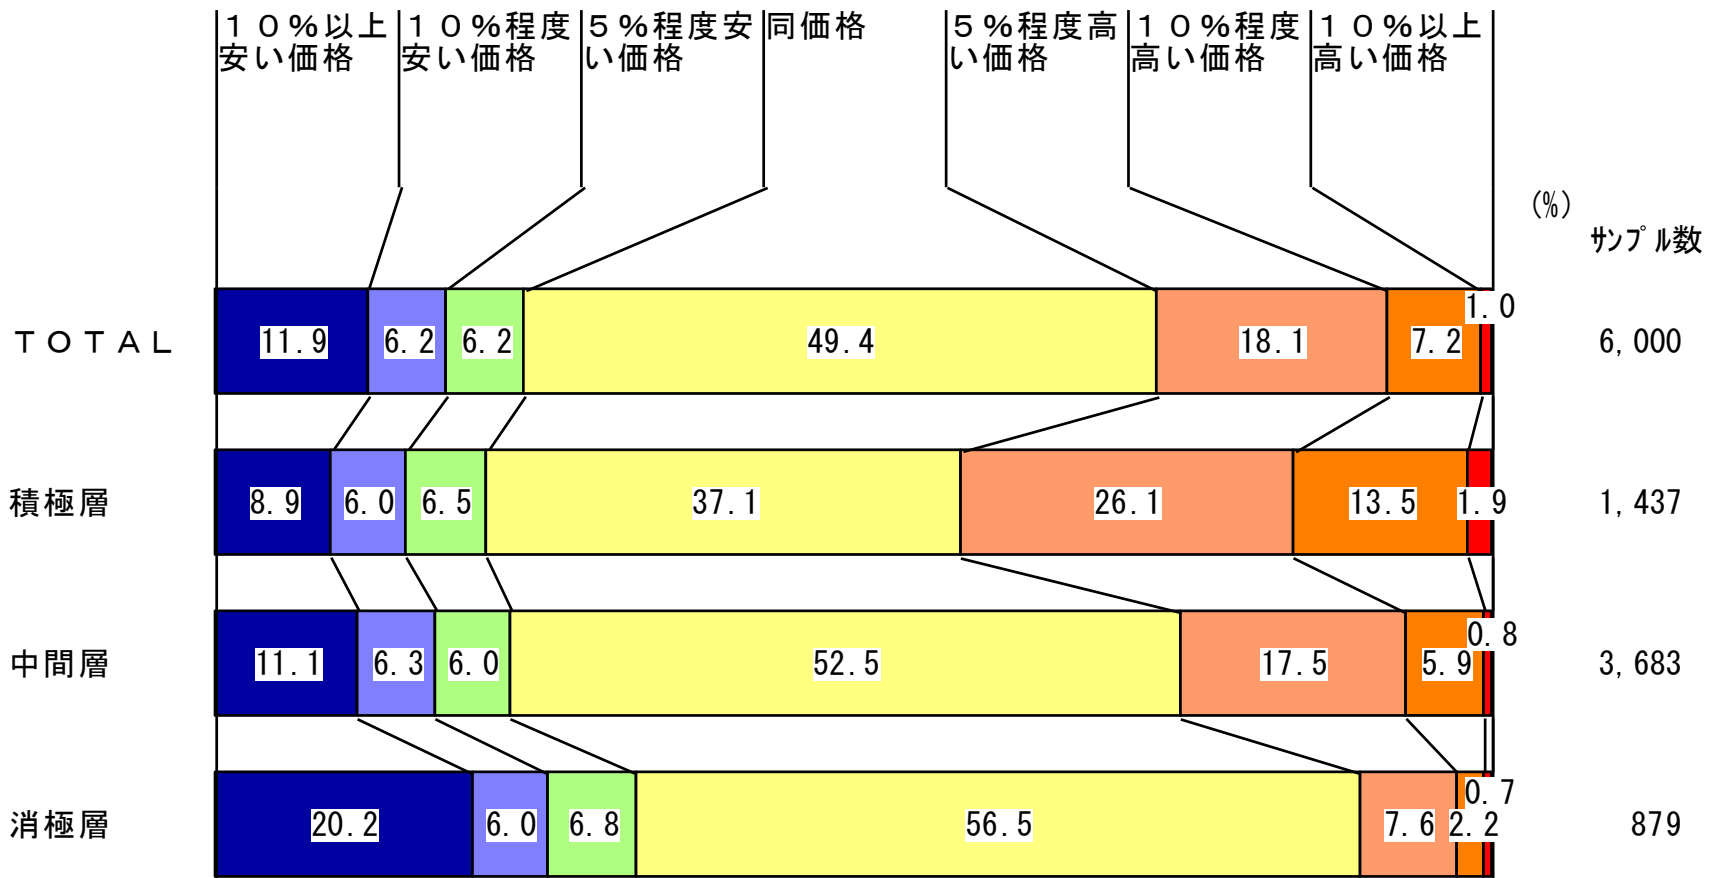 １０％以上
安い価格
１０％程度
安い価格
５％程度安
い価格
同価格
５％程度高
い価格
１０％程度
高い価格
１０％以上
高い価格
(%)
ｻﾝﾌﾟﾙ数
ＴＯＴＡＬ 11.9 6.2 6.2 49.4 18.1 7.2 1.0 6,000
積極層 8.9 6.0 6.5 37.1 26.1 13.5 1.9 1,437
中間層 11.1 6.3 6.0 52.5 17.5 5.9 0.8 3,683
消極層 20.2 6.0 6.8 56.5 7.6 2.2 0.7 879